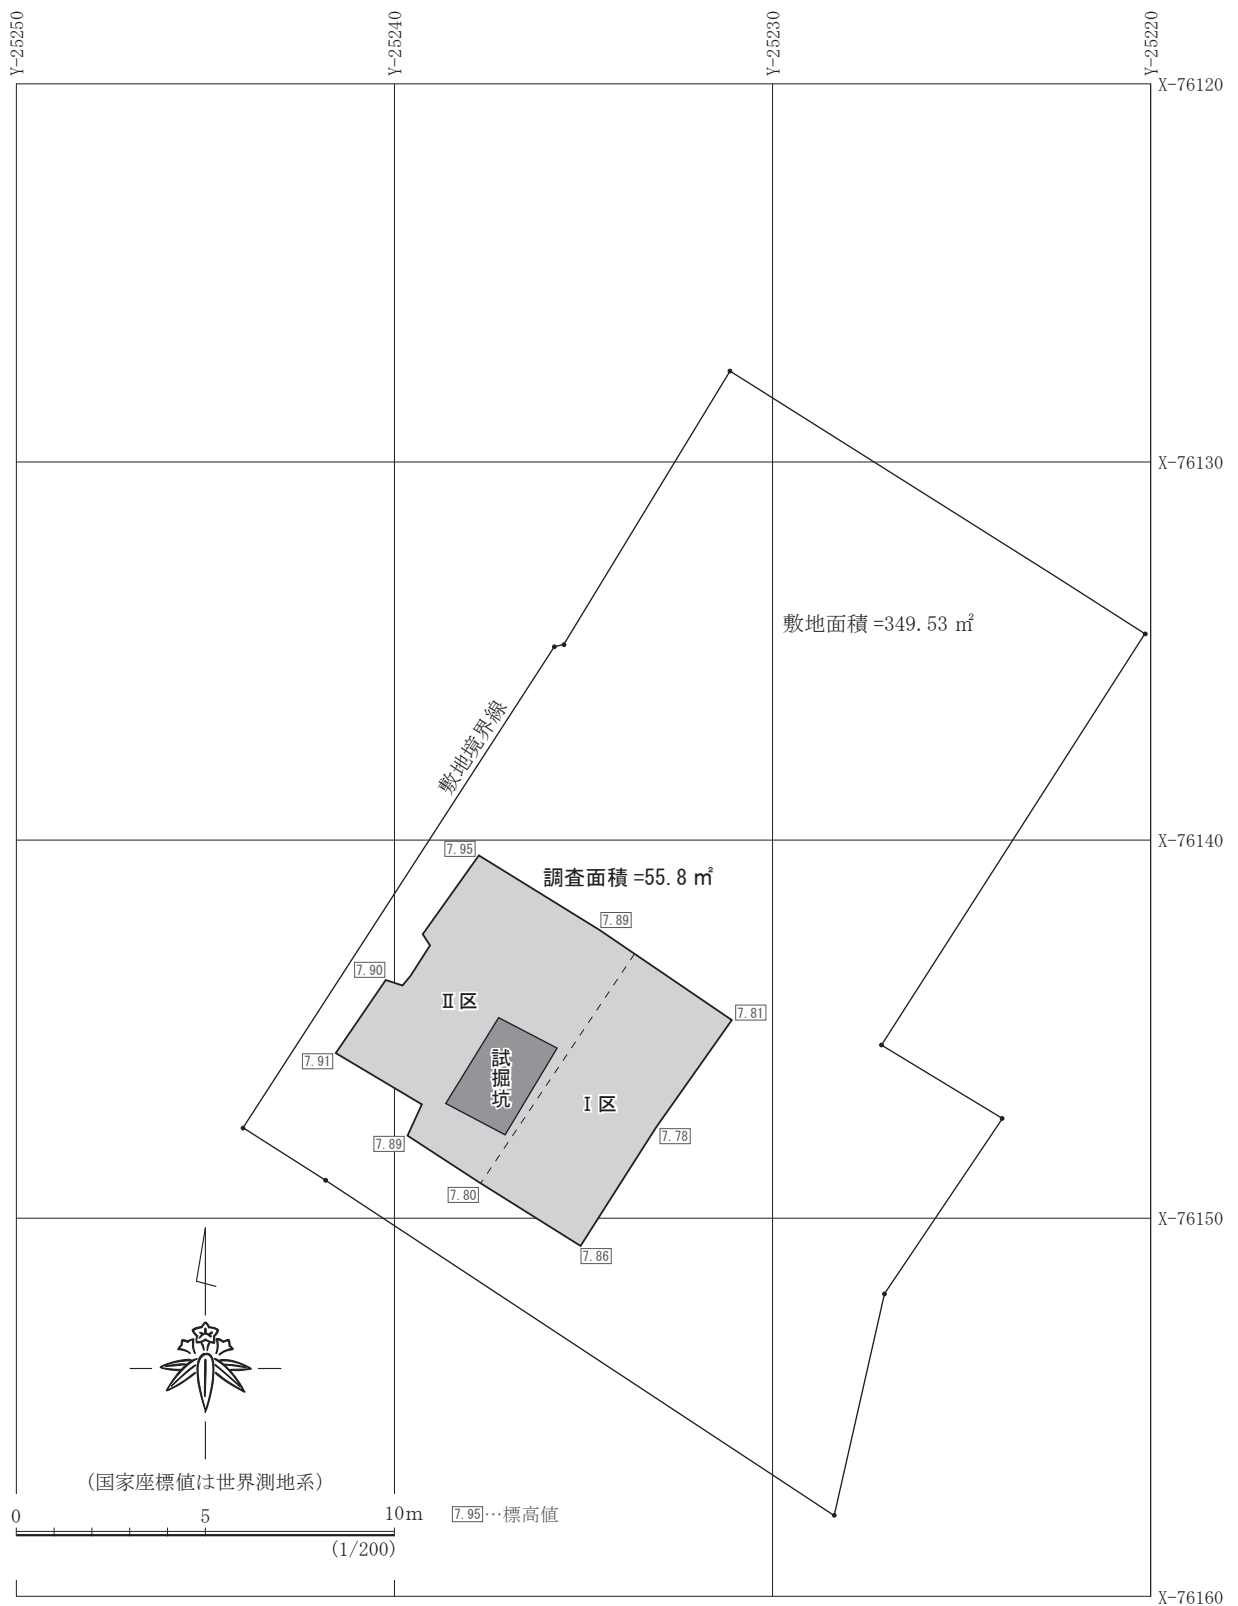 Y-25250
Y-25240
Y-25230
Y-25220
X-76120
X-76130
敷地面積 =349.53 ㎡
敷地境界線
X-76140
7.95
調査面積 =55.8 ㎡
7.89
7.90
Ⅱ区
7.81
7.91
試掘坑
Ⅰ区
7.89
7.78
7.80
X-76150
7.86
(国家座標値は世界測地系)
0 5 10m
7.95…標高値
(1/200)
X-76160